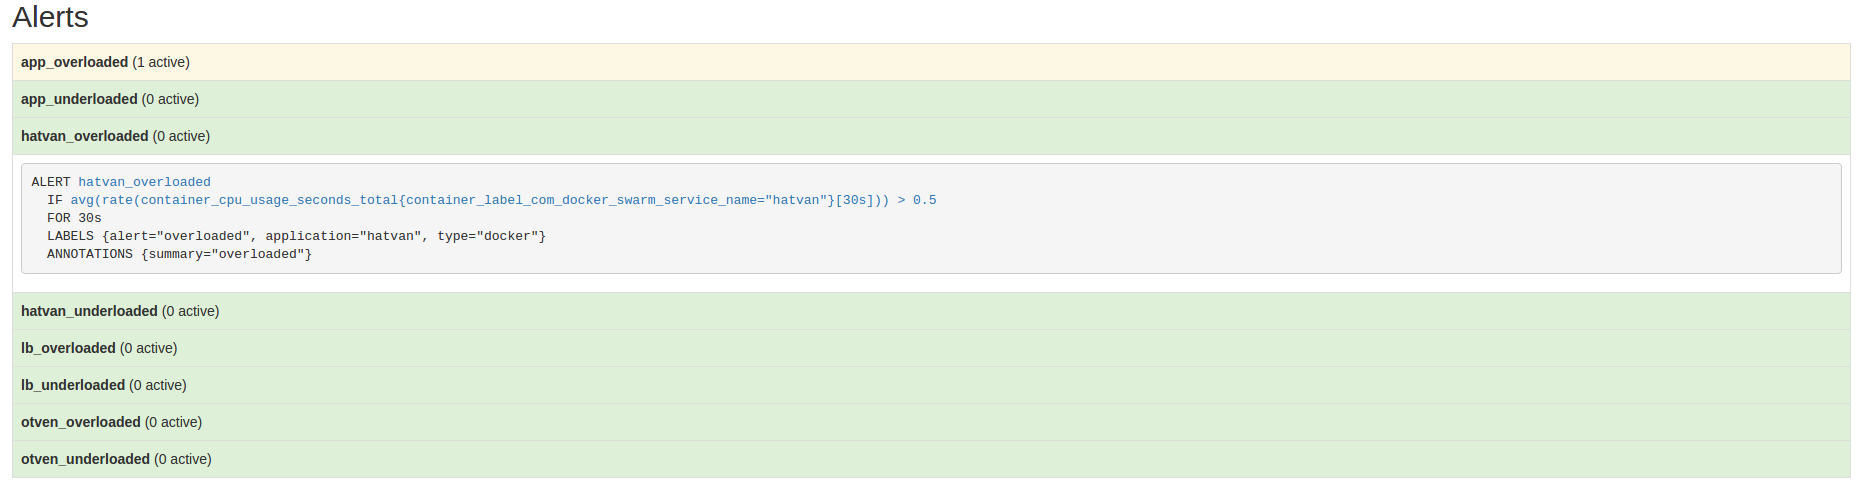 Alerts
app_overloaded (1 active)
app_underloaded (0 active)
hatvan_overloaded (0 active)
ALERT hatvan_overloaded
  IF avg(rate(container_cpu_usage_seconds_total{container_label_com_docker_swarm_service_name="hatvan"}[30s])) > 0.5
  FOR 30s
  LABELS {alert="overloaded", application="hatvan", type="docker"}
  ANNOTATIONS {summary="overloaded"}
hatvan_underloaded (0 active)
lb_overloaded (0 active)
lb_underloaded (0 active)
otven_overloaded (0 active)
otven_underloaded (0 active)